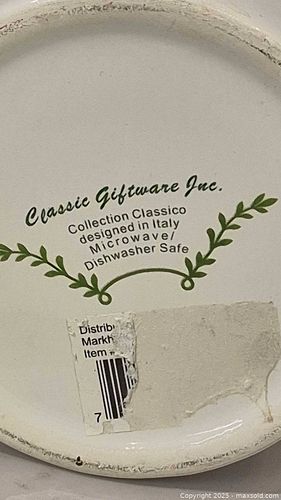 Classic Giftware Inc.
Collection Classico
designed in Italy
Microwave/
Dishwasher Safe
Distrib
Markh
Item
7
Copyright 2025 - maxsold.com